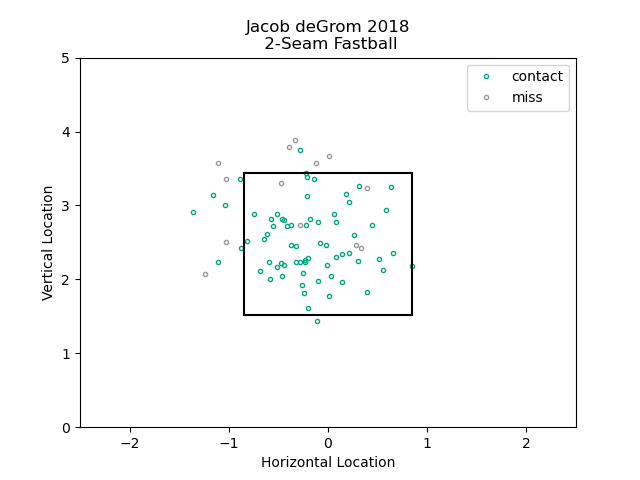 Jacob deGrom 2018
2-Seam Fastball
contact
miss
5
4
3
2
1
0
Vertical Location
−2
−1
0
1
2
Horizontal Location